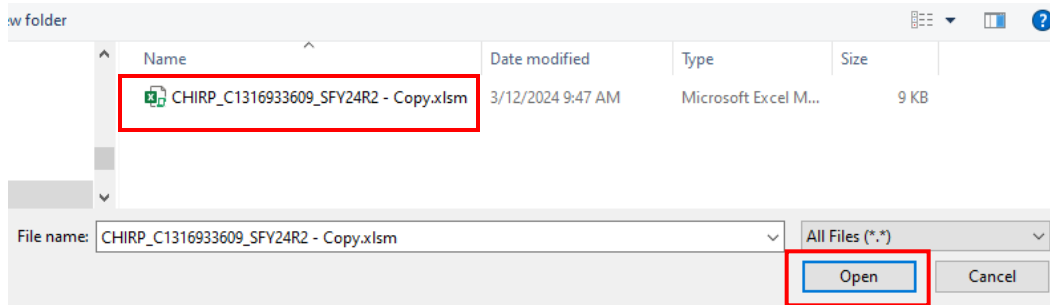 ew folder
?
Name Date modified Type Size
CHIRP_C1316933609_SFY24R2 - Copy.xlsm 3/12/2024 9:47 AM Microsoft Excel M... 9 KB
File name: CHIRP_C1316933609_SFY24R2 - Copy.xlsm All Files (*.*)
Open Cancel